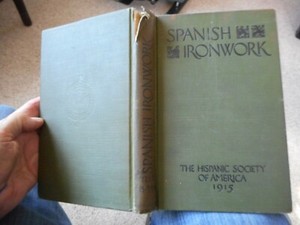 SPANISH IRONWORK
SPANISH
IRONWORK
THE HISPANIC SOCIETY
OF AMERICA
1915